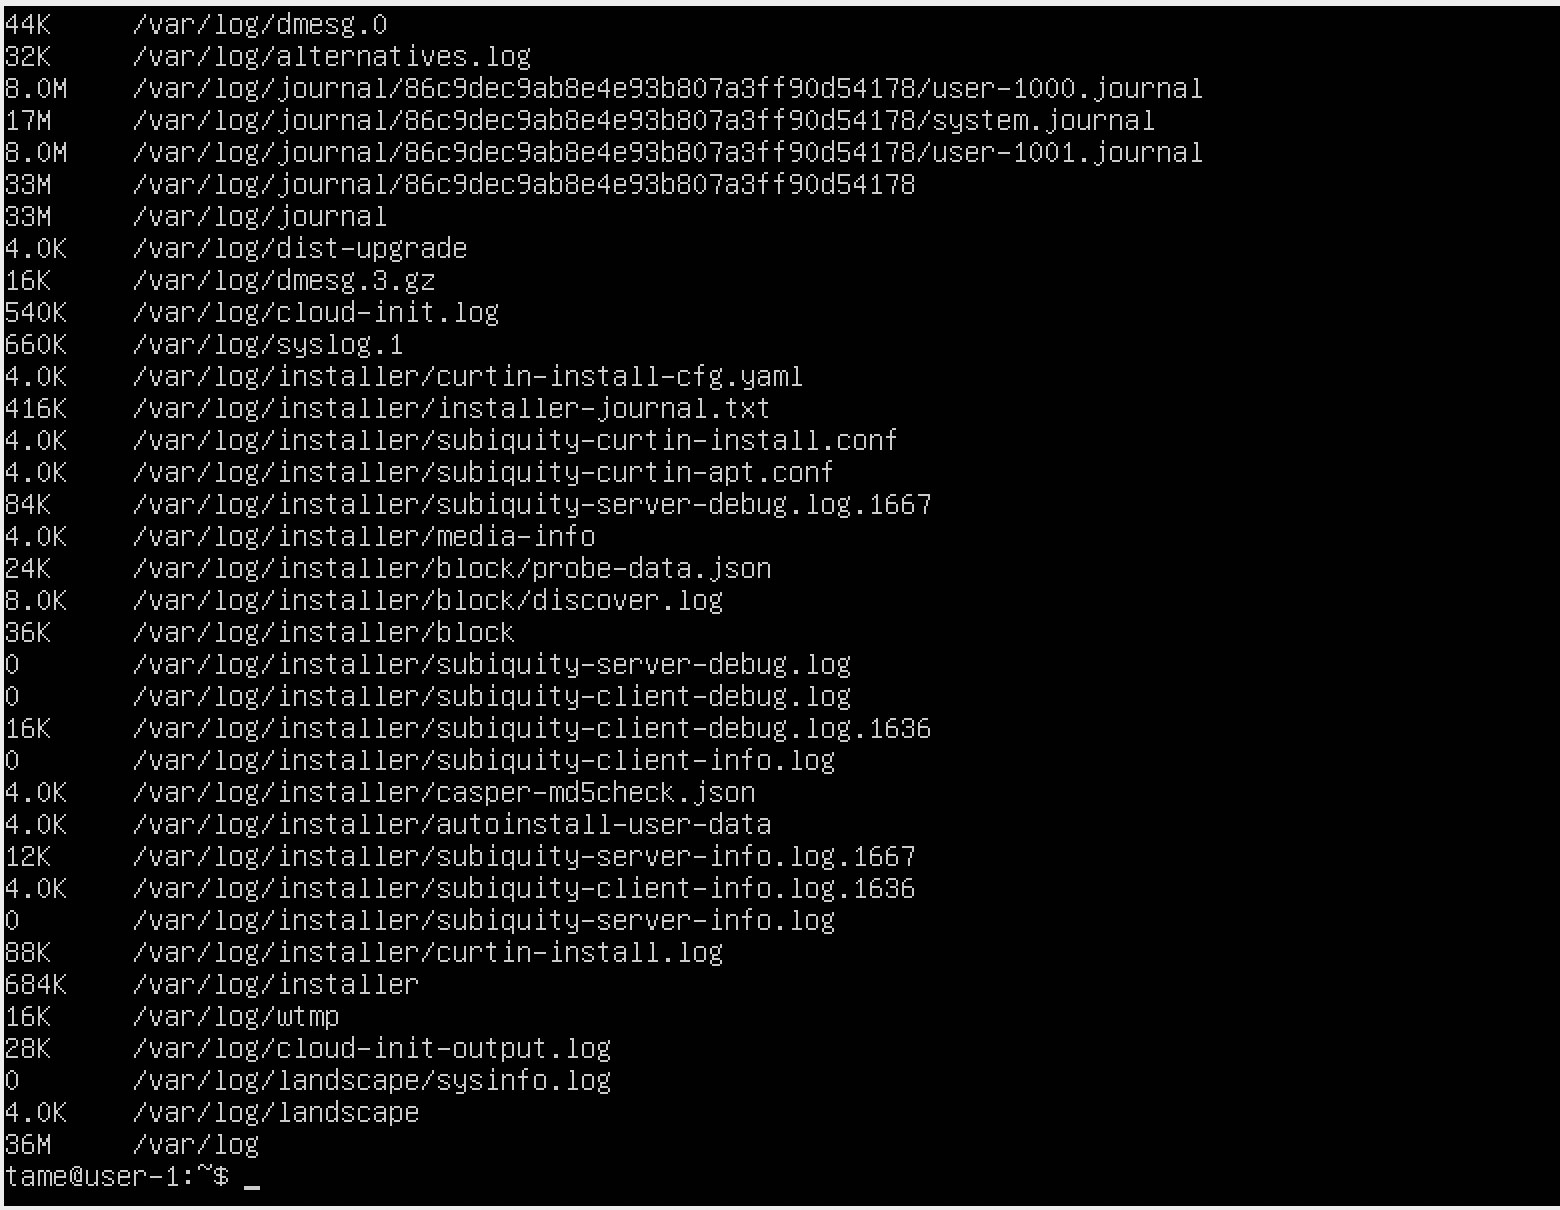 44K /var/log/dmesg.0
32K /var/log/alternatives.log
8.0M /var/log/journal/86c9dec9ab8e4e93b807a3ff90d54178/user-1000.journal
17M /var/log/journal/86c9dec9ab8e4e93b807a3ff90d54178/system.journal
8.0M /var/log/journal/86c9dec9ab8e4e93b807a3ff90d54178/user-1001.journal
33M /var/log/journal/86c9dec9ab8e4e93b807a3ff90d54178
33M /var/log/journal
4.0K /var/log/dist-upgrade
16K /var/log/dmesg.3.gz
540K /var/log/cloud-init.log
660K /var/log/syslog.1
4.0K /var/log/installer/curtin-install-cfg.yaml
416K /var/log/installer/installer-journal.txt
4.0K /var/log/installer/subiquity-curtin-install.conf
4.0K /var/log/installer/subiquity-curtin-apt.conf
84K /var/log/installer/subiquity-server-debug.log.1667
4.0K /var/log/installer/media-info
24K /var/log/installer/block/probe-data.json
8.0K /var/log/installer/block/discover.log
36K /var/log/installer/block
0 /var/log/installer/subiquity-server-debug.log
0 /var/log/installer/subiquity-client-debug.log
16K /var/log/installer/subiquity-client-debug.log.1636
0 /var/log/installer/subiquity-client-info.log
4.0K /var/log/installer/casper-md5check.json
4.0K /var/log/installer/autoinstall-user-data
12K /var/log/installer/subiquity-server-info.log.1667
4.0K /var/log/installer/subiquity-client-info.log.1636
0 /var/log/installer/subiquity-server-info.log
88K /var/log/installer/curtin-install.log
684K /var/log/installer
16K /var/log/wtmp
28K /var/log/cloud-init-output.log
0 /var/log/landscape/sysinfo.log
4.0K /var/log/landscape
36M /var/log
tame@user-1:~$ _